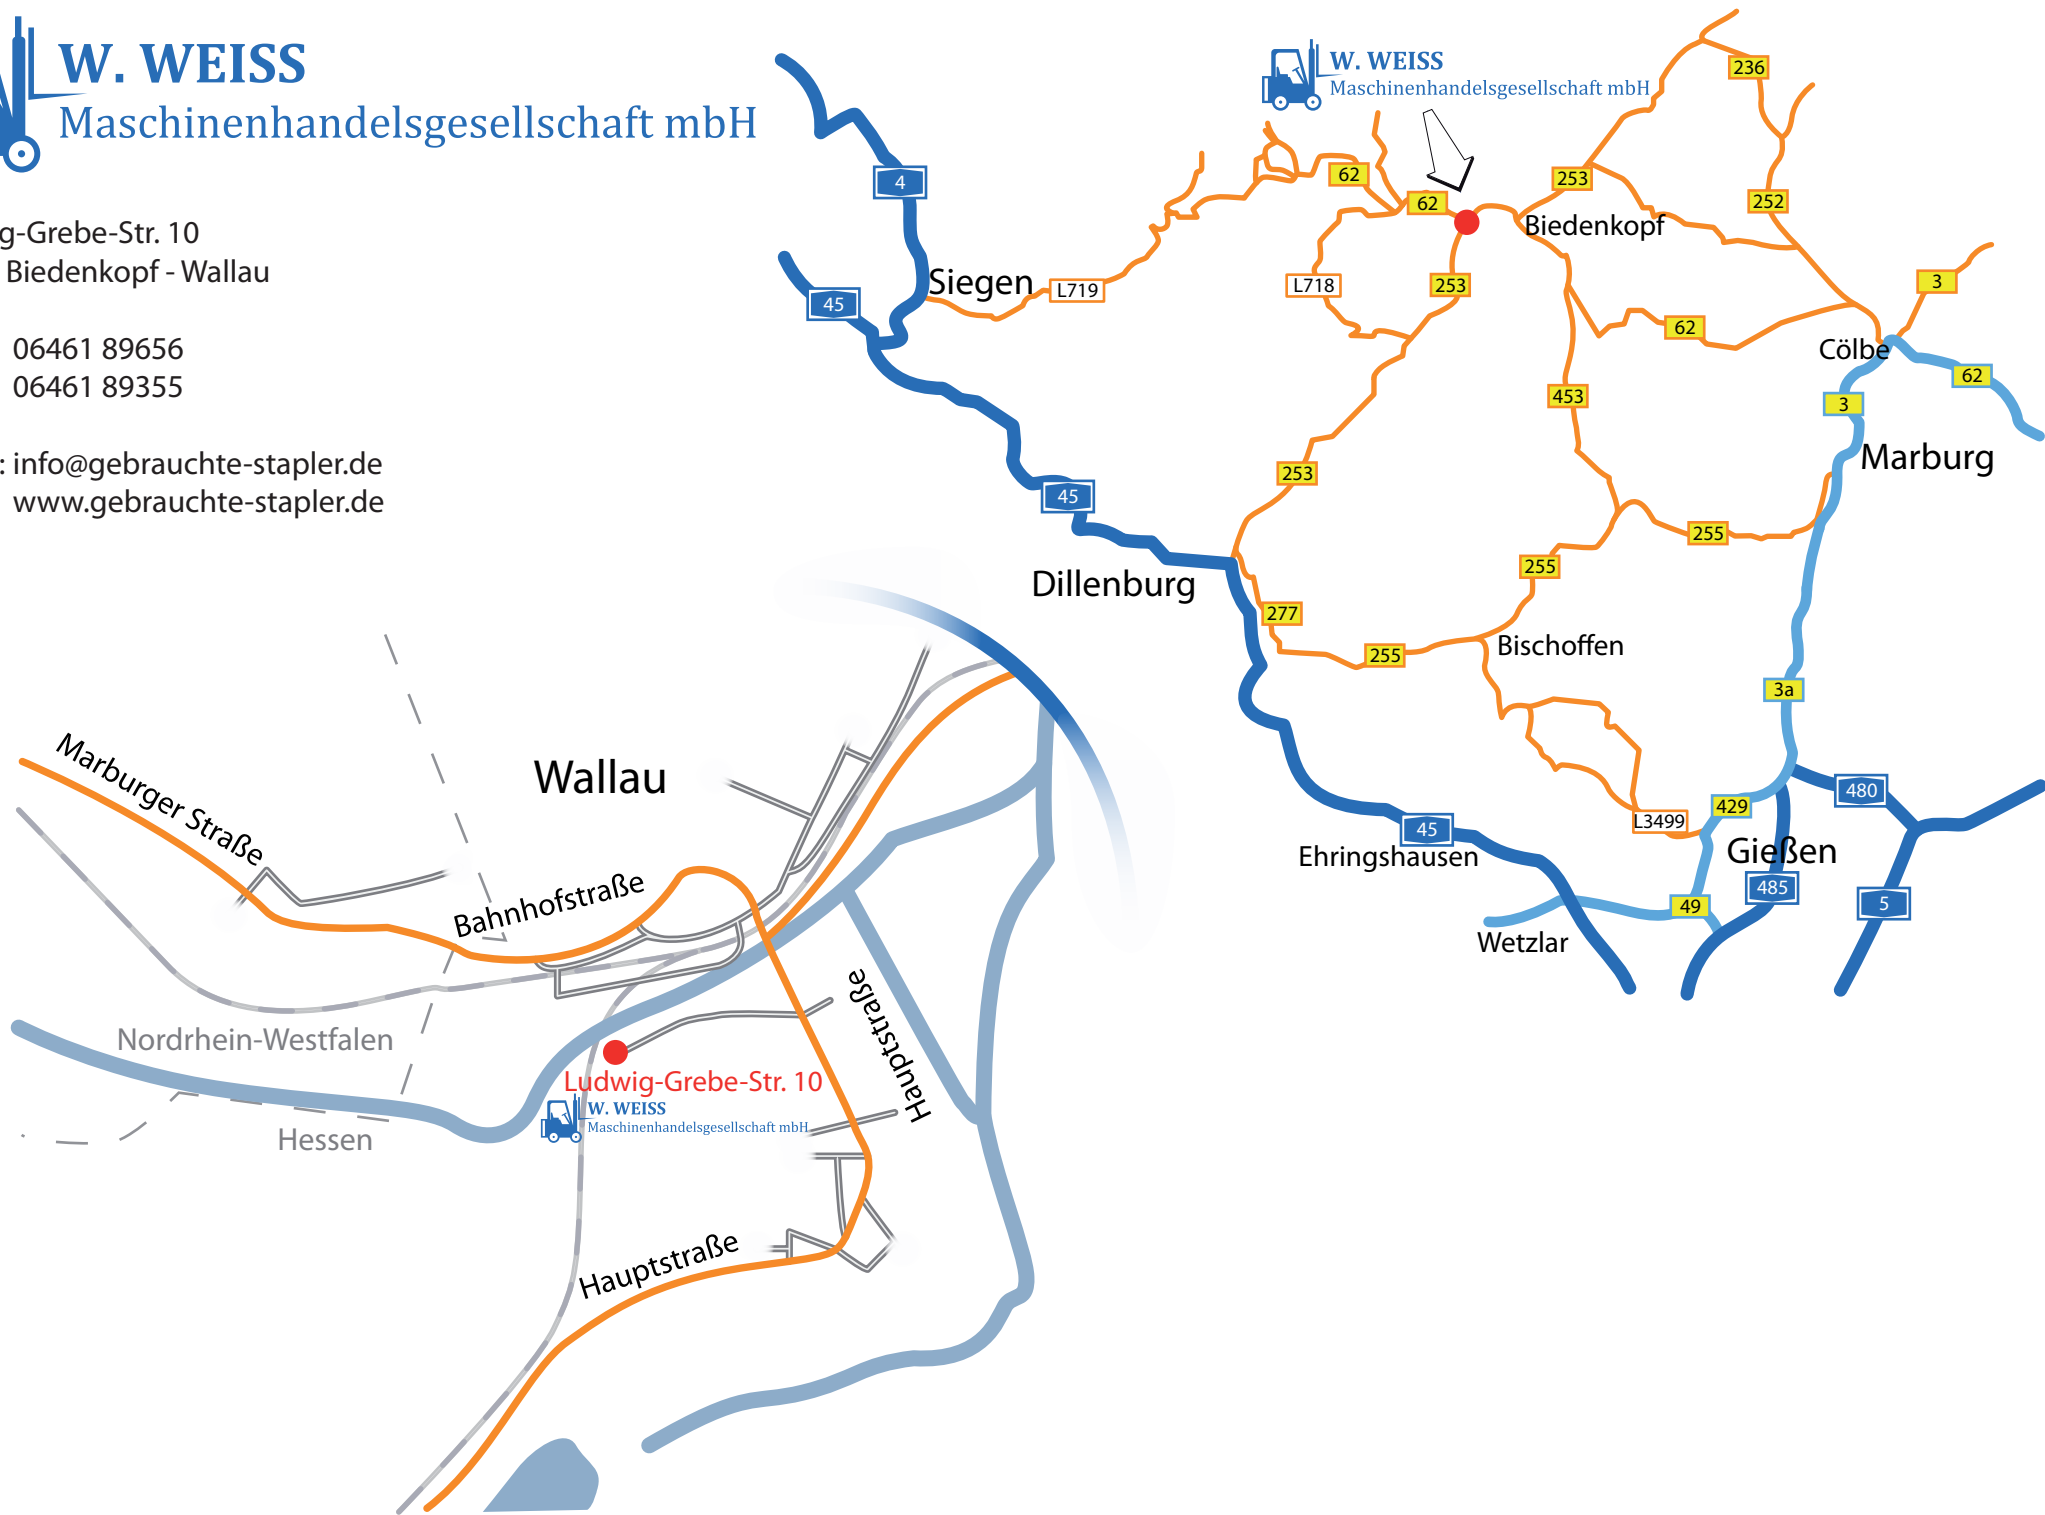 W. WEISS
Maschinenhandelsgesellschaft mbH
g-Grebe-Str. 10
Biedenkopf - Wallau
06461 89656
06461 89355
: info@gebrauchte-stapler.de
www.gebrauchte-stapler.de
W. WEISS
Maschinenhandelsgesellschaft mbH
236
4
62
62
253
252
Biedenkopf
45
Siegen
L719
L718
253
3
62
Cölbe
62
453
3
Marburg
253
45
255
255
Dillenburg
277
255
Bischoffen
3a
480
429
L3499
45
Ehringshausen
Gießen
485
49
5
Wetzlar
Wallau
Marburger Straße
Bahnhofstraße
Hauptstraße
Nordrhein-Westfalen
Hessen
Ludwig-Grebe-Str. 10
W. WEISS
Maschinenhandelsgesellschaft mbH
Hauptstraße